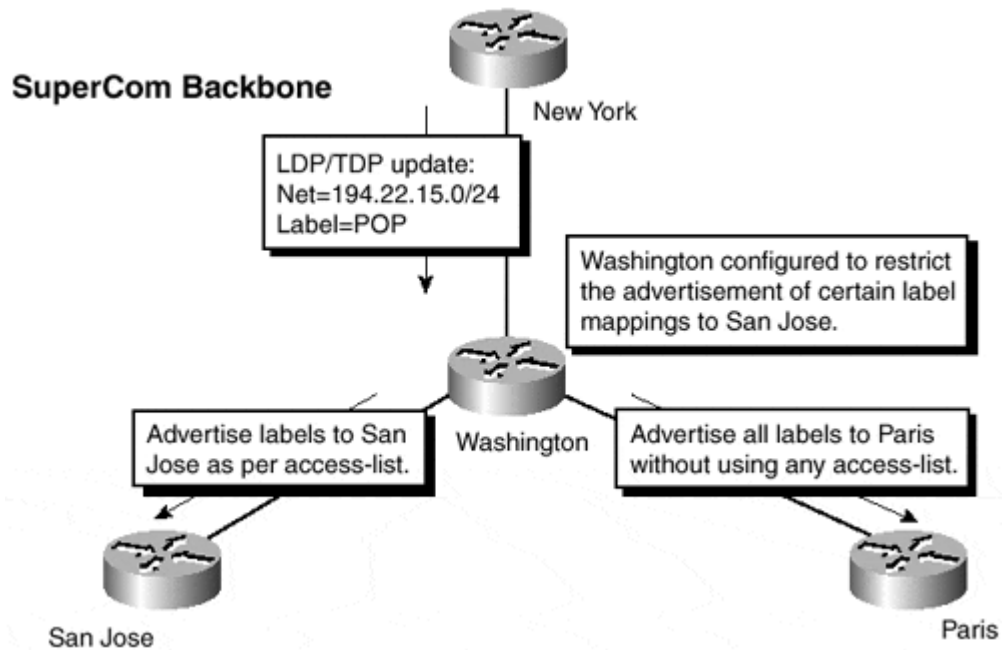 SuperCom Backbone
New York
LDP/TDP update:
Net=194.22.15.0/24
Label=POP
Washington configured to restrict
the advertisement of certain label
mappings to San Jose.
Washington
Advertise labels to San
Jose as per access-list.
Advertise all labels to Paris
without using any access-list.
San Jose
Paris